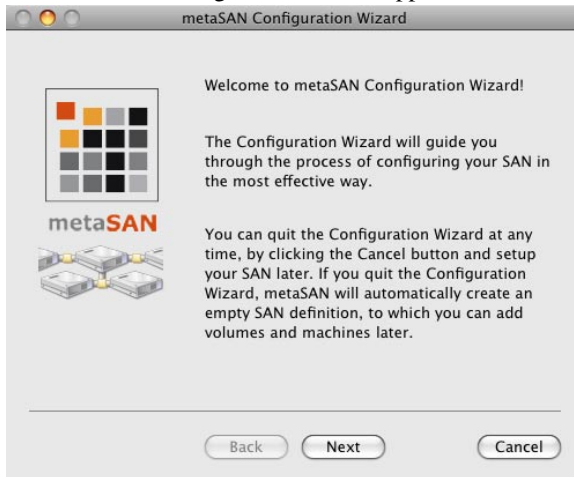 metaSAN Configuration Wizard
Welcome to metaSAN Configuration Wizard!
The Configuration Wizard will guide you
through the process of configuring your SAN in
the most effective way.
metaSAN
You can quit the Configuration Wizard at any
time, by clicking the Cancel button and setup
your SAN later. If you quit the Configuration
Wizard, metaSAN will automatically create an
empty SAN definition, to which you can add
volumes and machines later.
Back
Next
Cancel